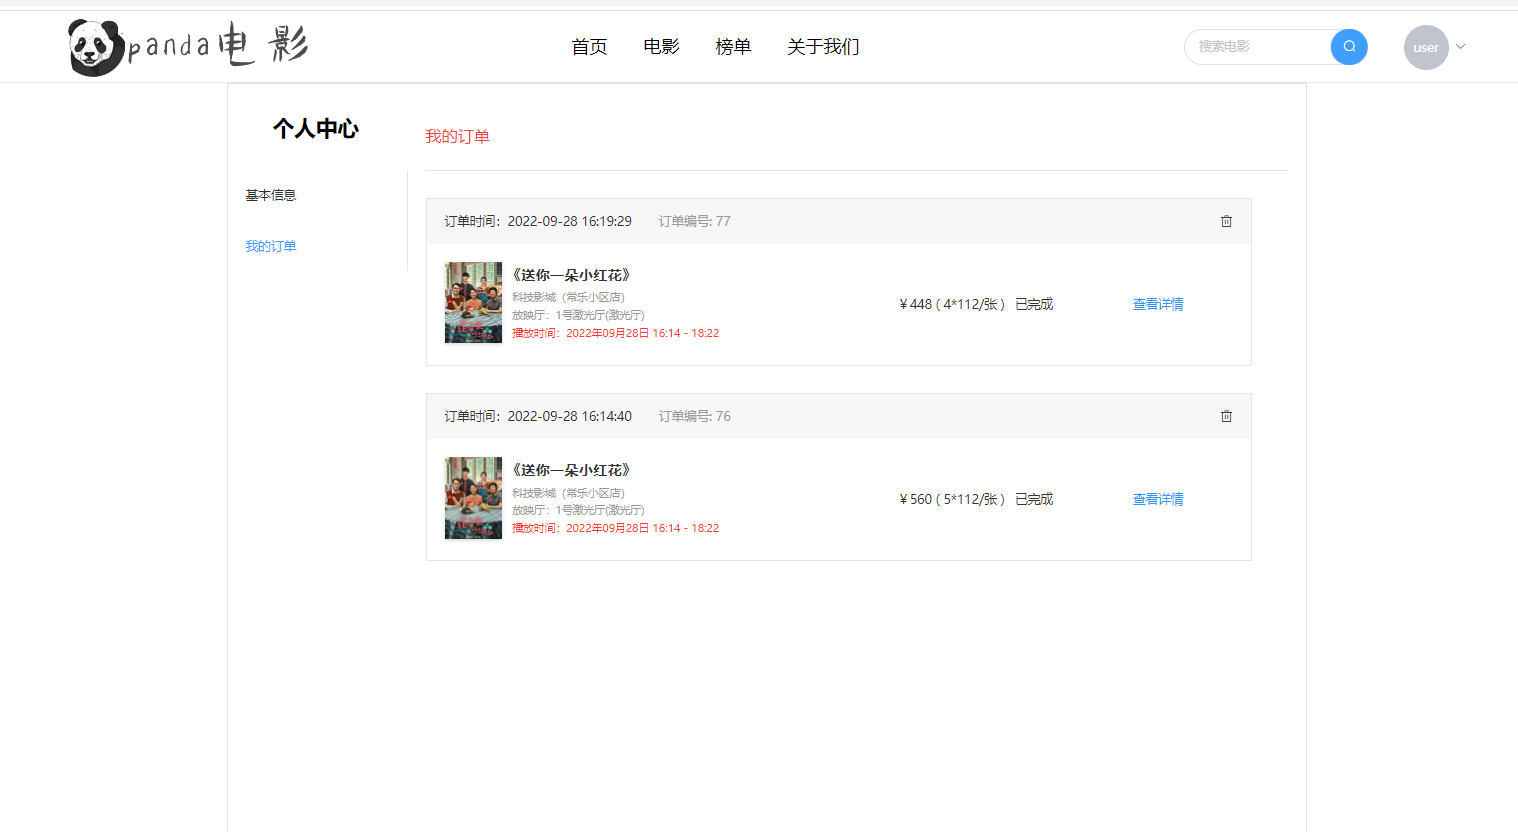 panda电影
首页 电影 榜单 关于我们
搜索电影
user
个人中心
基本信息
我的订单
我的订单
订单时间：2022-09-28 16:19:29 订单编号: 77
《送你一朵小红花》
科技影城（常乐小区店）
放映厅：1号激光厅(激光厅)
播放时间：2022年09月28日 16:14 - 18:22
¥ 448 ( 4*112/张 ) 已完成
查看详情
订单时间：2022-09-28 16:14:40 订单编号: 76
《送你一朵小红花》
科技影城（常乐小区店）
放映厅：1号激光厅(激光厅)
播放时间：2022年09月28日 16:14 - 18:22
¥ 560 ( 5*112/张 ) 已完成
查看详情